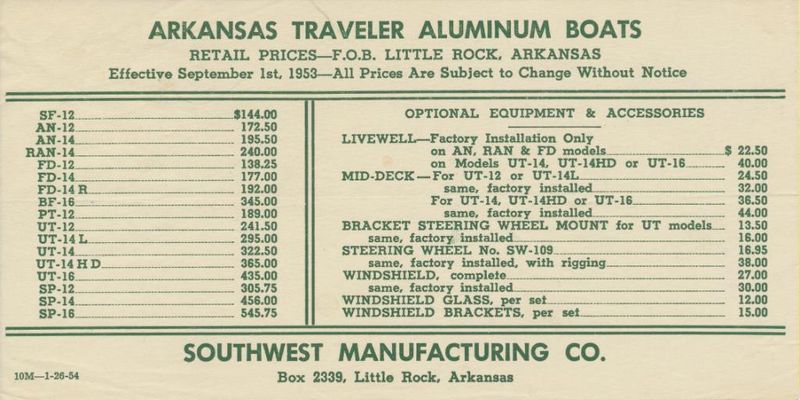 ARKANSAS TRAVELER ALUMINUM BOATS
RETAIL PRICES—F.O.B. LITTLE ROCK, ARKANSAS
Effective September 1st, 1953—All Prices Are Subject to Change Without Notice
SF-12 $144.00
AN-12 172.50
AN-14 195.50
RAN-14 240.00
FD-12 138.25
FD-14 177.00
FD-14 R 192.00
BF-16 345.00
PT-12 189.00
UT-12 241.50
UT-14 L 295.00
UT-14 322.50
UT-14 H D 365.00
UT-16 435.00
SP-12 305.75
SP-14 456.00
SP-16 545.75
OPTIONAL EQUIPMENT & ACCESSORIES
LIVEWELL—Factory Installation Only
on AN, RAN & FD models $ 22.50
on Models UT-14, UT-14HD or UT-16 40.00
MID-DECK—For UT-12 or UT-14L 24.50
same, factory installed 32.00
For UT-14, UT-14HD or UT-16 36.50
same, factory installed 44.00
BRACKET STEERING WHEEL MOUNT for UT models 13.50
same, factory installed 16.00
STEERING WHEEL No. SW-109 16.95
same, factory installed, with rigging 38.00
WINDSHIELD, complete 27.00
same, factory installed 30.00
WINDSHIELD GLASS, per set 12.00
WINDSHIELD BRACKETS, per set 15.00
SOUTHWEST MANUFACTURING CO.
10M—1-26-54
Box 2339, Little Rock, Arkansas